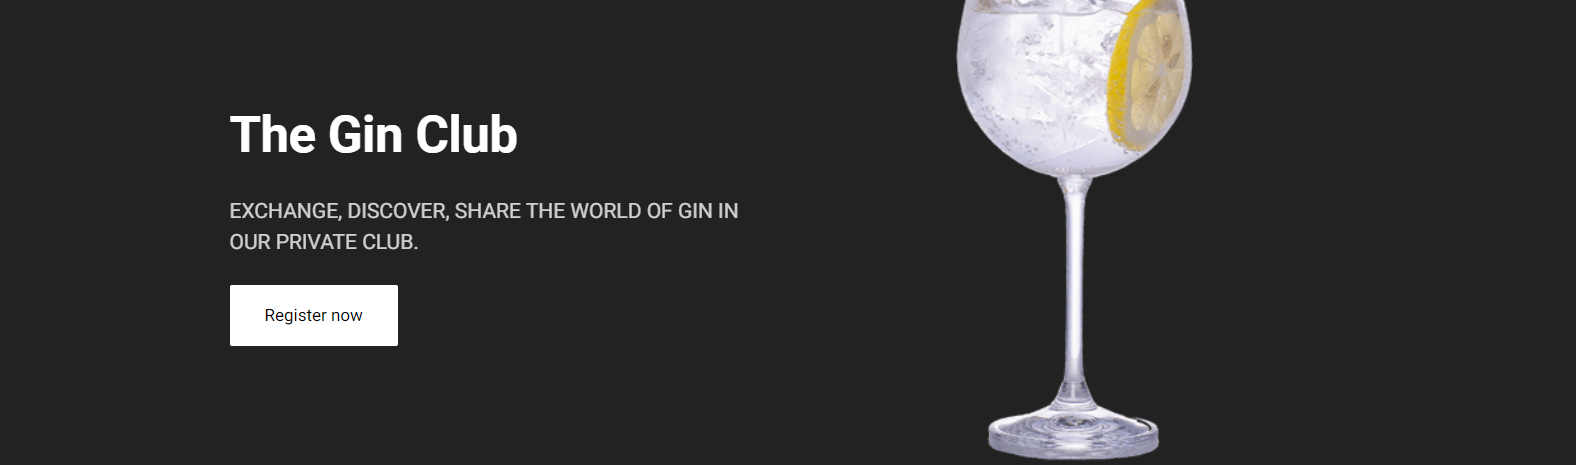 The Gin Club
EXCHANGE, DISCOVER, SHARE THE WORLD OF GIN IN
OUR PRIVATE CLUB.
Register now